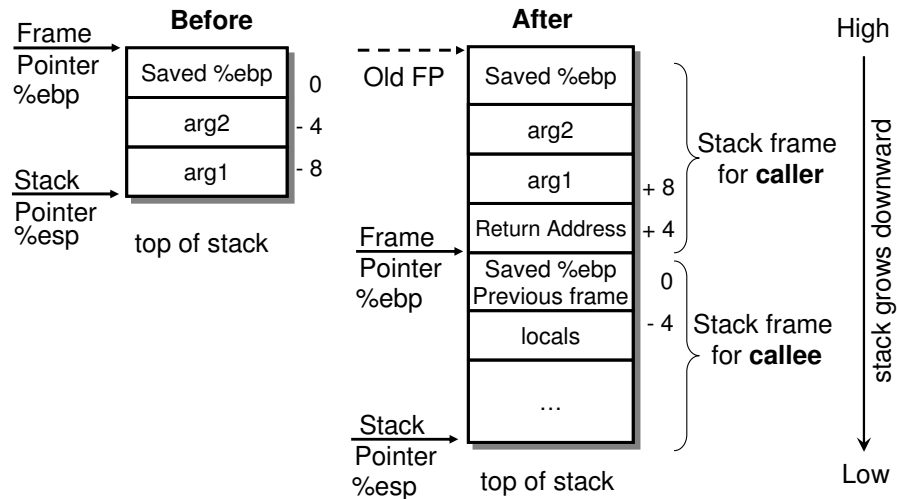 Before
Frame
Pointer
%ebp
Saved %ebp
0
arg2
- 4
arg1
- 8
Stack
Pointer
%esp
top of stack
After
Old FP
Saved %ebp
arg2
arg1
+ 8
Return Address
+ 4
Frame
Pointer
%ebp
Saved %ebp
Previous frame
0
locals
- 4
...
Stack
Pointer
%esp
top of stack
Stack frame
for caller
Stack frame
for callee
High
stack grows downward
Low